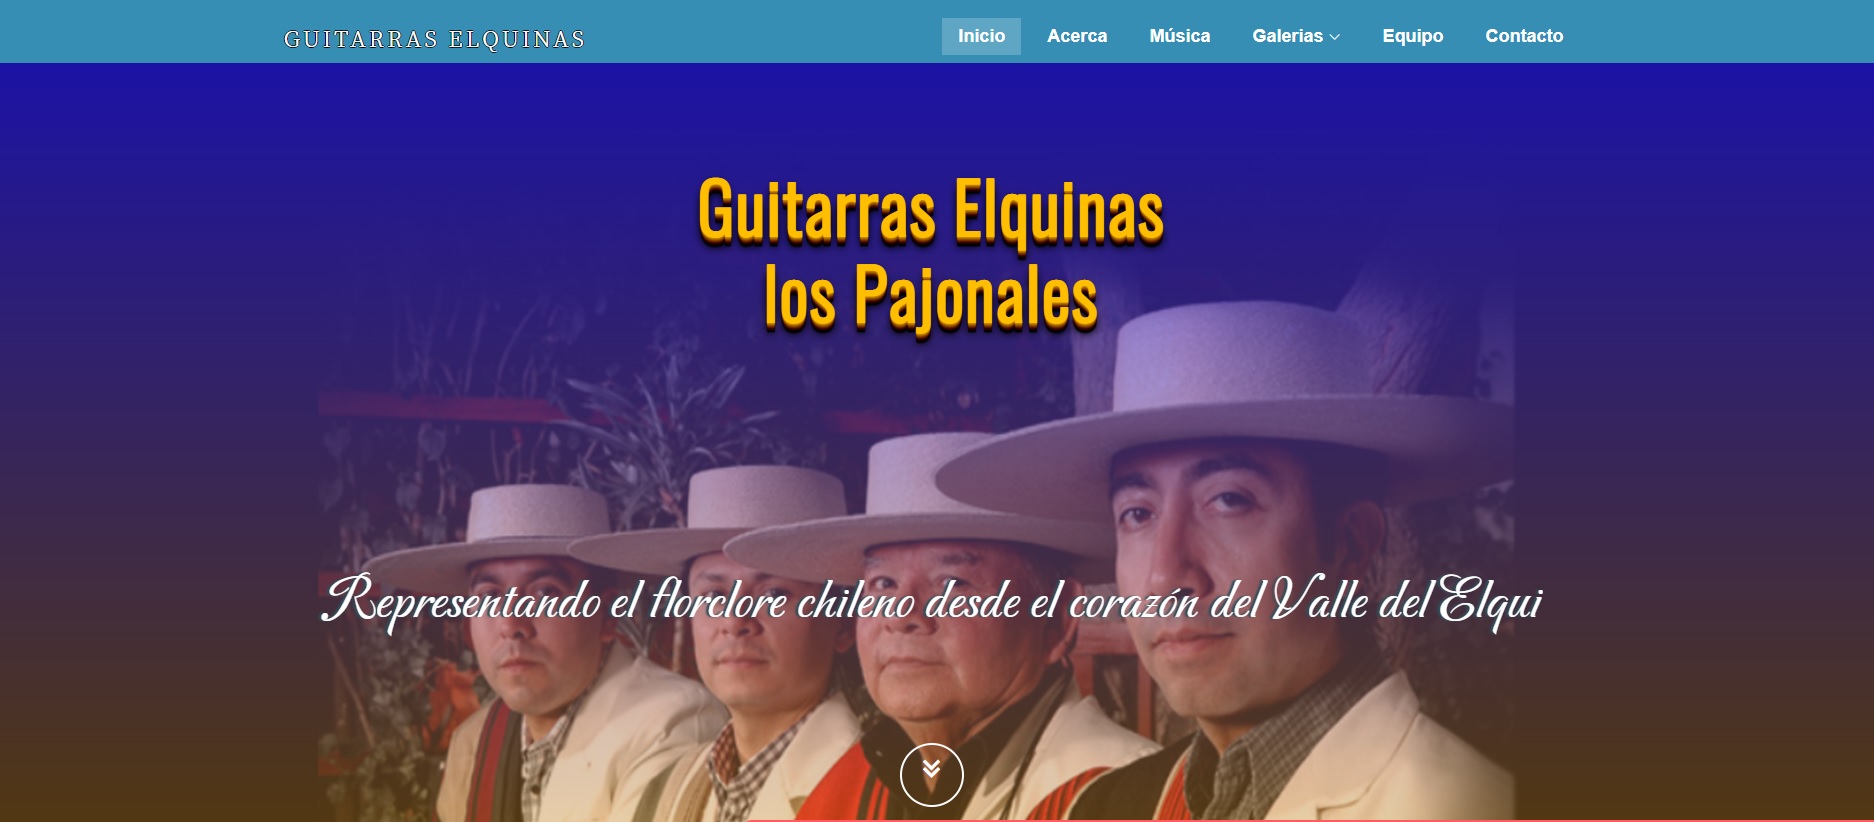 GUITARRAS ELQUINAS
Inicio Acerca Música Galerias Equipo Contacto
Guitarras Elquinas
los Pajonales
Representando el florclore chileno desde el corazón del Valle del Elqui